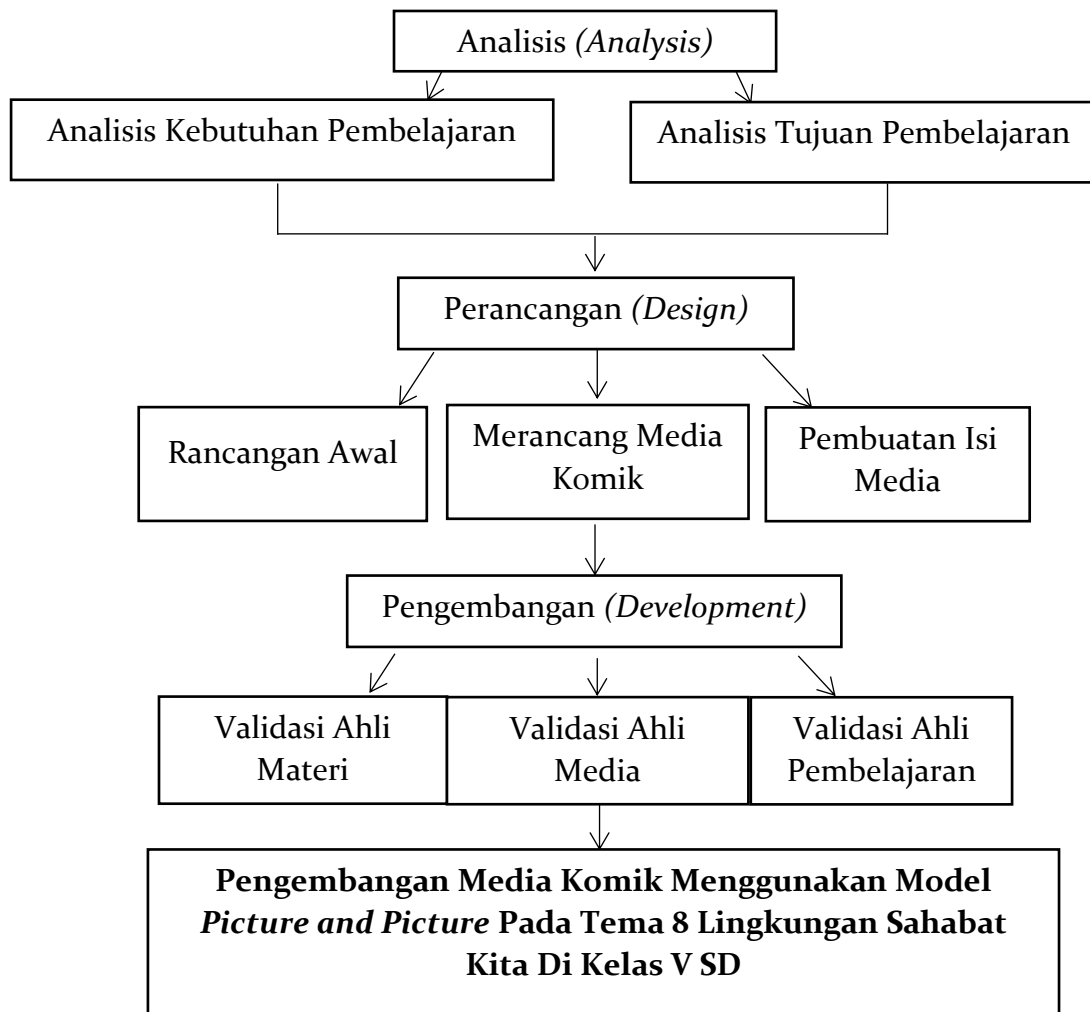 Analisis (Analysis)
Analisis Kebutuhan Pembelajaran
Analisis Tujuan Pembelajaran
Perancangan (Design)
Rancangan Awal
Merancang Media
Komik
Pembuatan Isi
Media
Pengembangan (Development)
Validasi Ahli
Materi
Validasi Ahli
Media
Validasi Ahli
Pembelajaran
Pengembangan Media Komik Menggunakan Model
Picture and Picture Pada Tema 8 Lingkungan Sahabat
Kita Di Kelas V SD